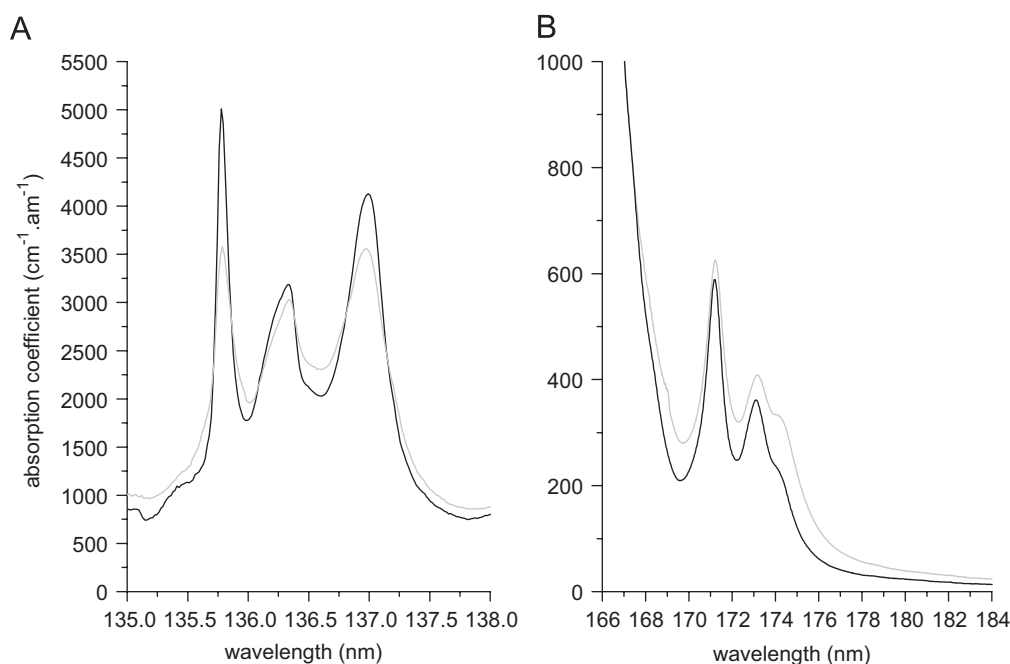 A
absorption coefficient (cm⁻¹.am⁻¹)
5500
5000
4500
4000
3500
3000
2500
2000
1500
1000
500
0
135.0 135.5 136.0 136.5 137.0 137.5 138.0
wavelength (nm)
B
1000
800
600
400
200
0
166 168 170 172 174 176 178 180 182 184
wavelength (nm)